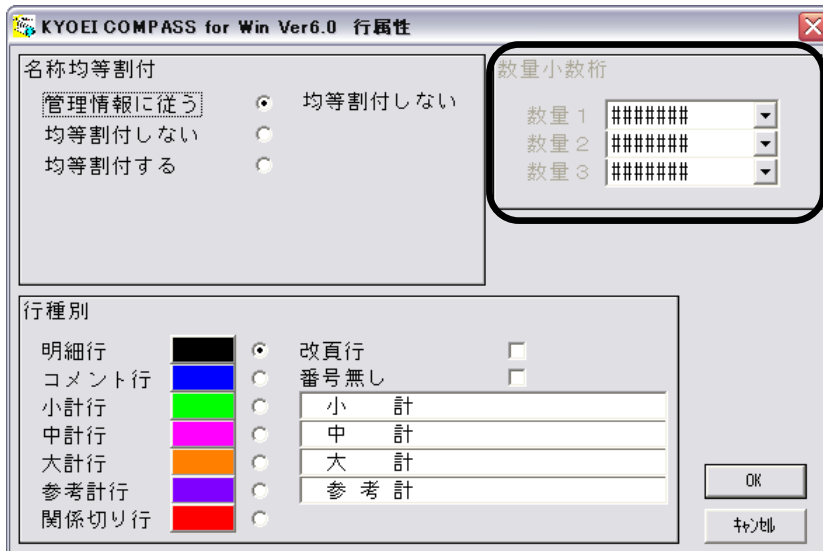 KYOEI COMPASS for Win Ver6.0 行属性
名称均等割付
管理情報に従う 均等割付しない
均等割付しない
均等割付する
数量小数桁
数量1 #######
数量2 #######
数量3 #######
行種別
明細行 改頁行
コメント行 番号無し
小計行 小 計
中計行 中 計
大計行 大 計
参考計行 参 考 計
関係切り行
OK
ｷｬﾝｾﾙ